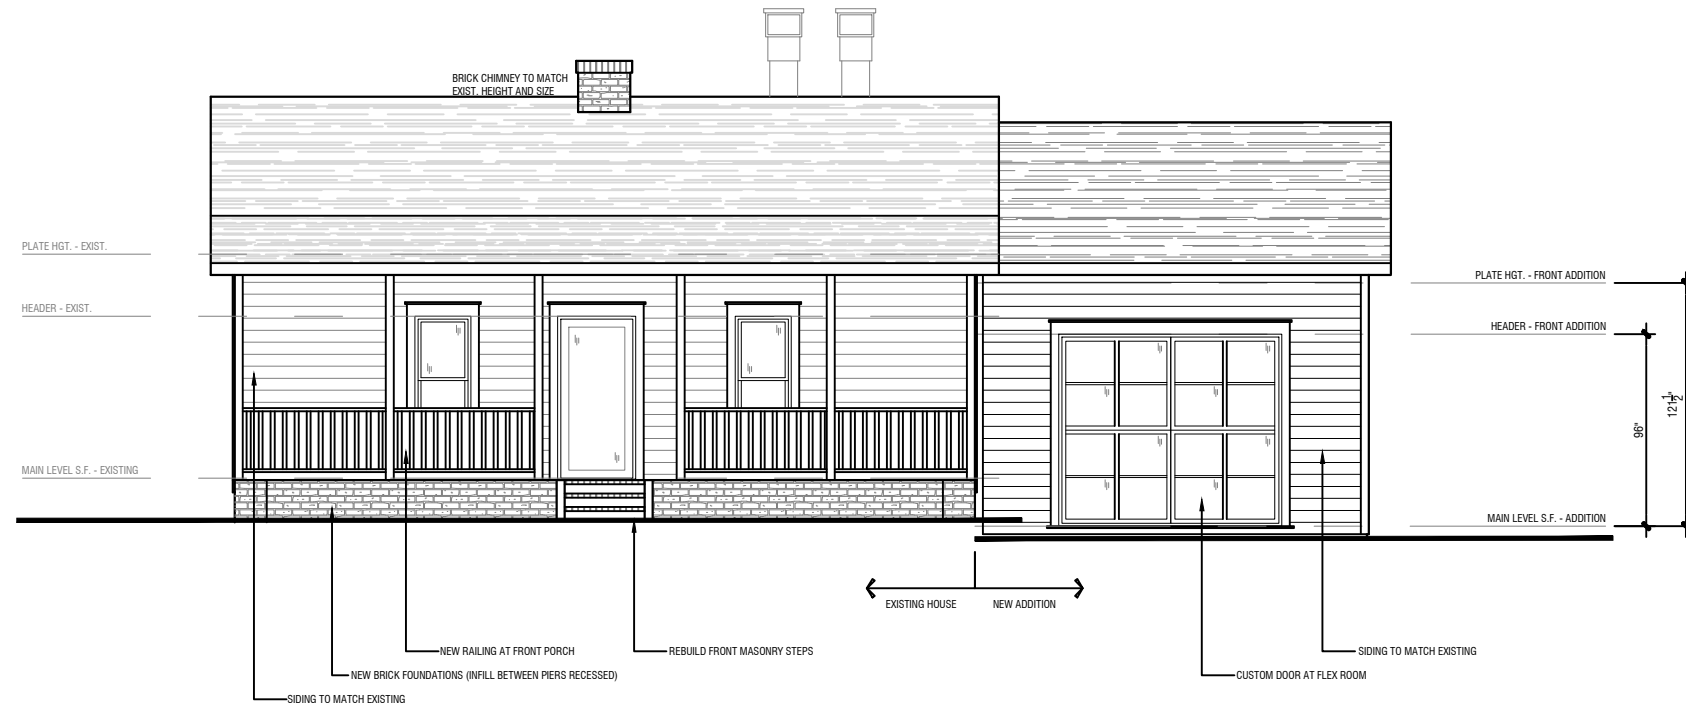 BRICK CHIMNEY TO MATCH
EXIST. HEIGHT AND SIZE
PLATE HGT. - EXIST.
HEADER - EXIST.
MAIN LEVEL S.F. - EXISTING
PLATE HGT. - FRONT ADDITION
HEADER - FRONT ADDITION
MAIN LEVEL S.F. - ADDITION
96"
121 1/2"
EXISTING HOUSE
NEW ADDITION
NEW RAILING AT FRONT PORCH
REBUILD FRONT MASONRY STEPS
SIDING TO MATCH EXISTING
NEW BRICK FOUNDATIONS (INFILL BETWEEN PIERS RECESSED)
CUSTOM DOOR AT FLEX ROOM
SIDING TO MATCH EXISTING